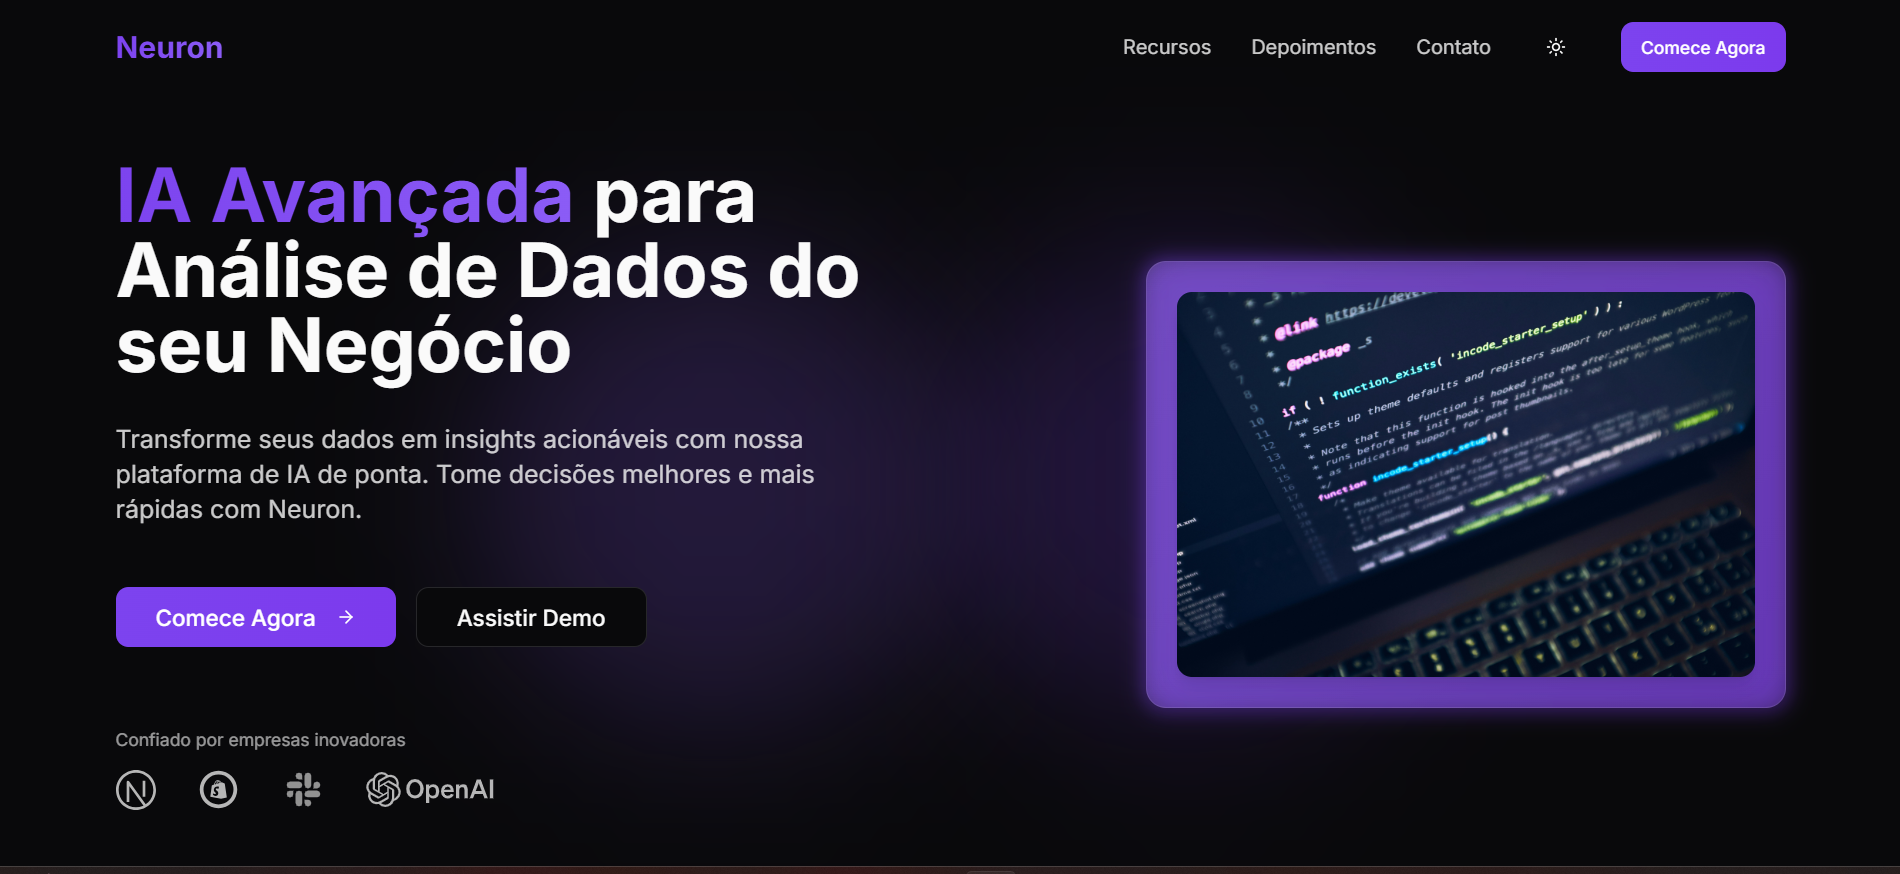 Neuron
Recursos
Depoimentos
Contato
Comece Agora
IA Avançada para
Análise de Dados do
seu Negócio
Transforme seus dados em insights acionáveis com nossa
plataforma de IA de ponta. Tome decisões melhores e mais
rápidas com Neuron.
Comece Agora
Assistir Demo
Confiado por empresas inovadoras
OpenAI
* @link https://deve
* @package _s
*/
if ( ! function_exists( 'incode_starter_setup' ) ) :
/**
* Sets up theme defaults and registers support for various WordPress
* Note that this function is hooked into the after_setup_theme hook, which
* runs before the init hook. The init hook is too late for some features, such
* as indicating support for post thumbnails.
*/
function incode_starter_setup() {